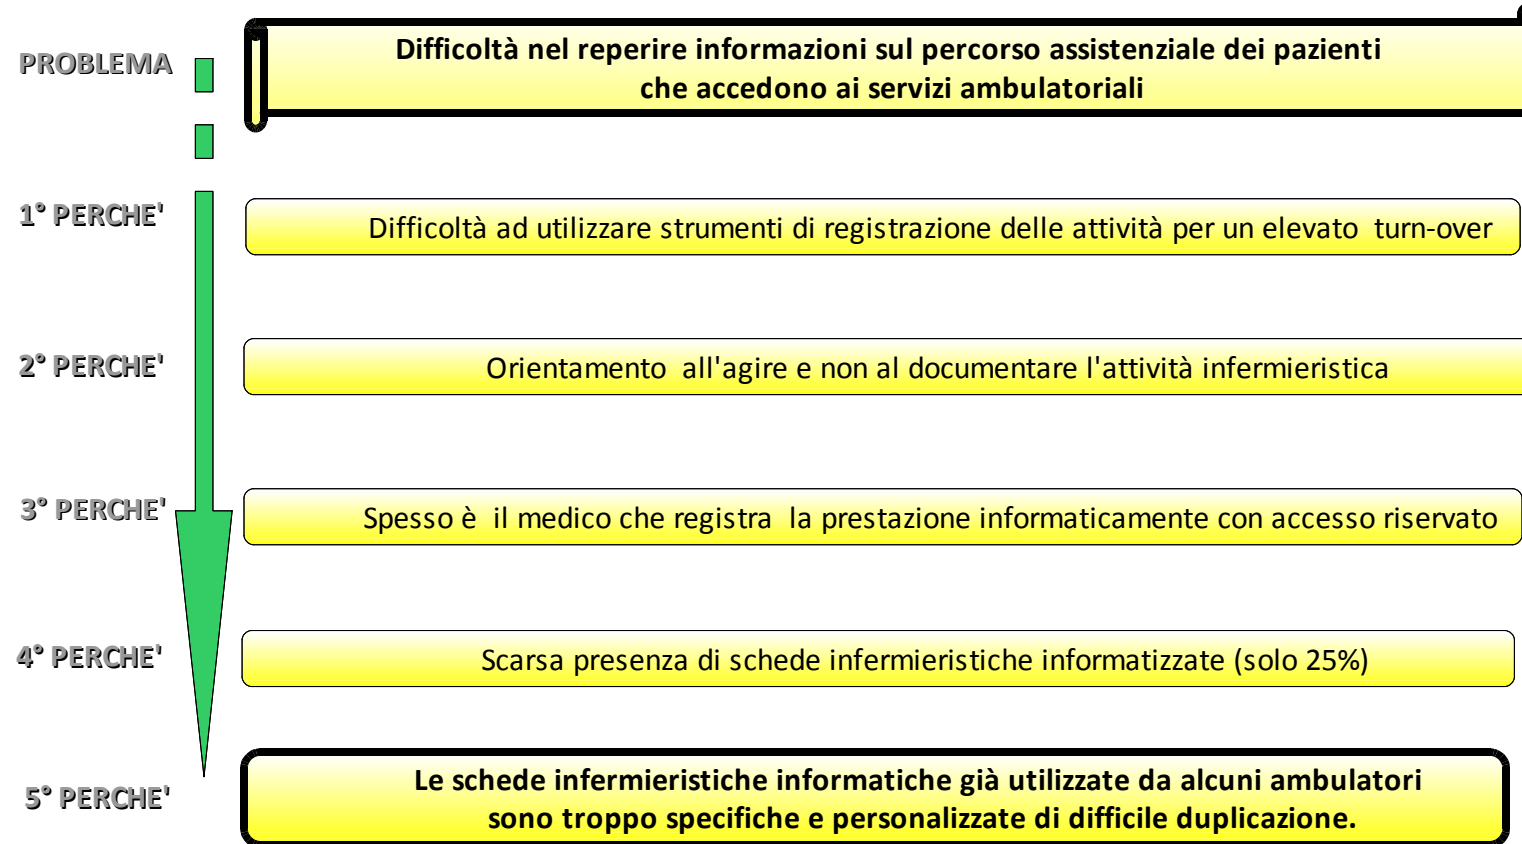 PROBLEMA
Difficoltà nel reperire informazioni sul percorso assistenziale dei pazienti
che accedono ai servizi ambulatoriali
1° PERCHE'
Difficoltà ad utilizzare strumenti di registrazione delle attività per un elevato turn-over
2° PERCHE'
Orientamento all'agire e non al documentare l'attività infermieristica
3° PERCHE'
Spesso è il medico che registra la prestazione informaticamente con accesso riservato
4° PERCHE'
Scarsa presenza di schede infermieristiche informatizzate (solo 25%)
5° PERCHE'
Le schede infermieristiche informatiche già utilizzate da alcuni ambulatori
sono troppo specifiche e personalizzate di difficile duplicazione.